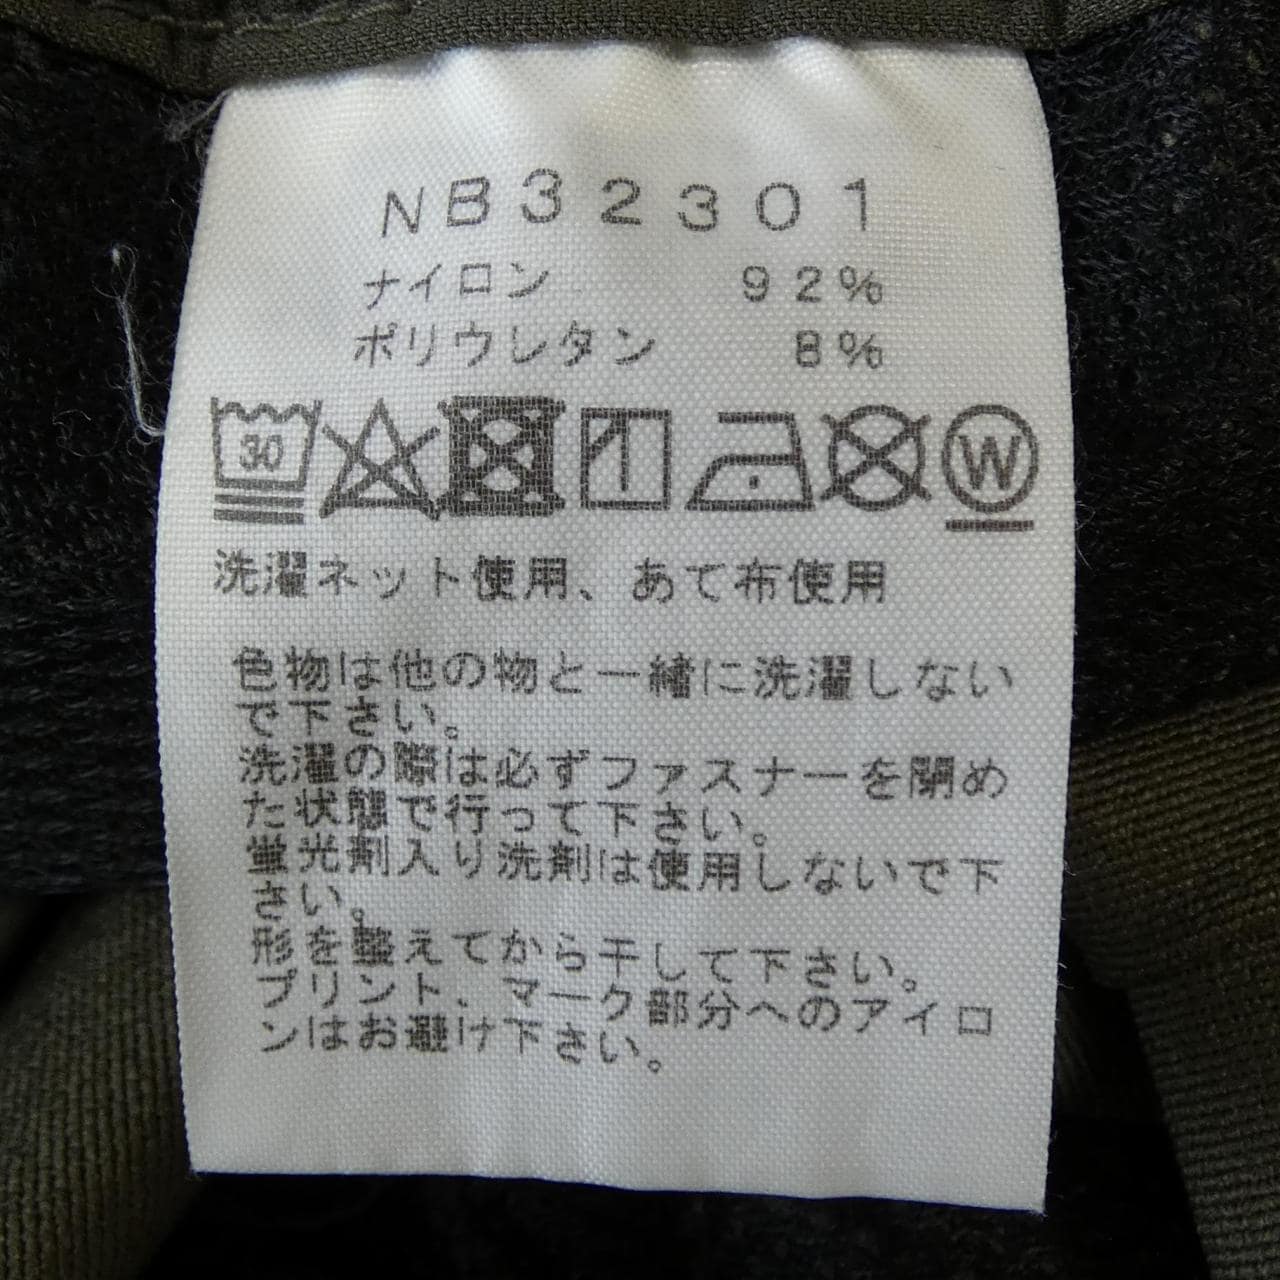 NB32301
ナイロン 92%
ポリウレタン 8%
30 W
洗濯ネット使用、あて布使用
色物は他の物と一緒に洗濯しない
で下さい。
洗濯の際は必ずファスナーを閉め
た状態で行って下さい。
蛍光剤入り洗剤は使用しないで下
さい。
形を整えてから干して下さい。
プリント、マーク部分へのアイロ
ンはお避け下さい。